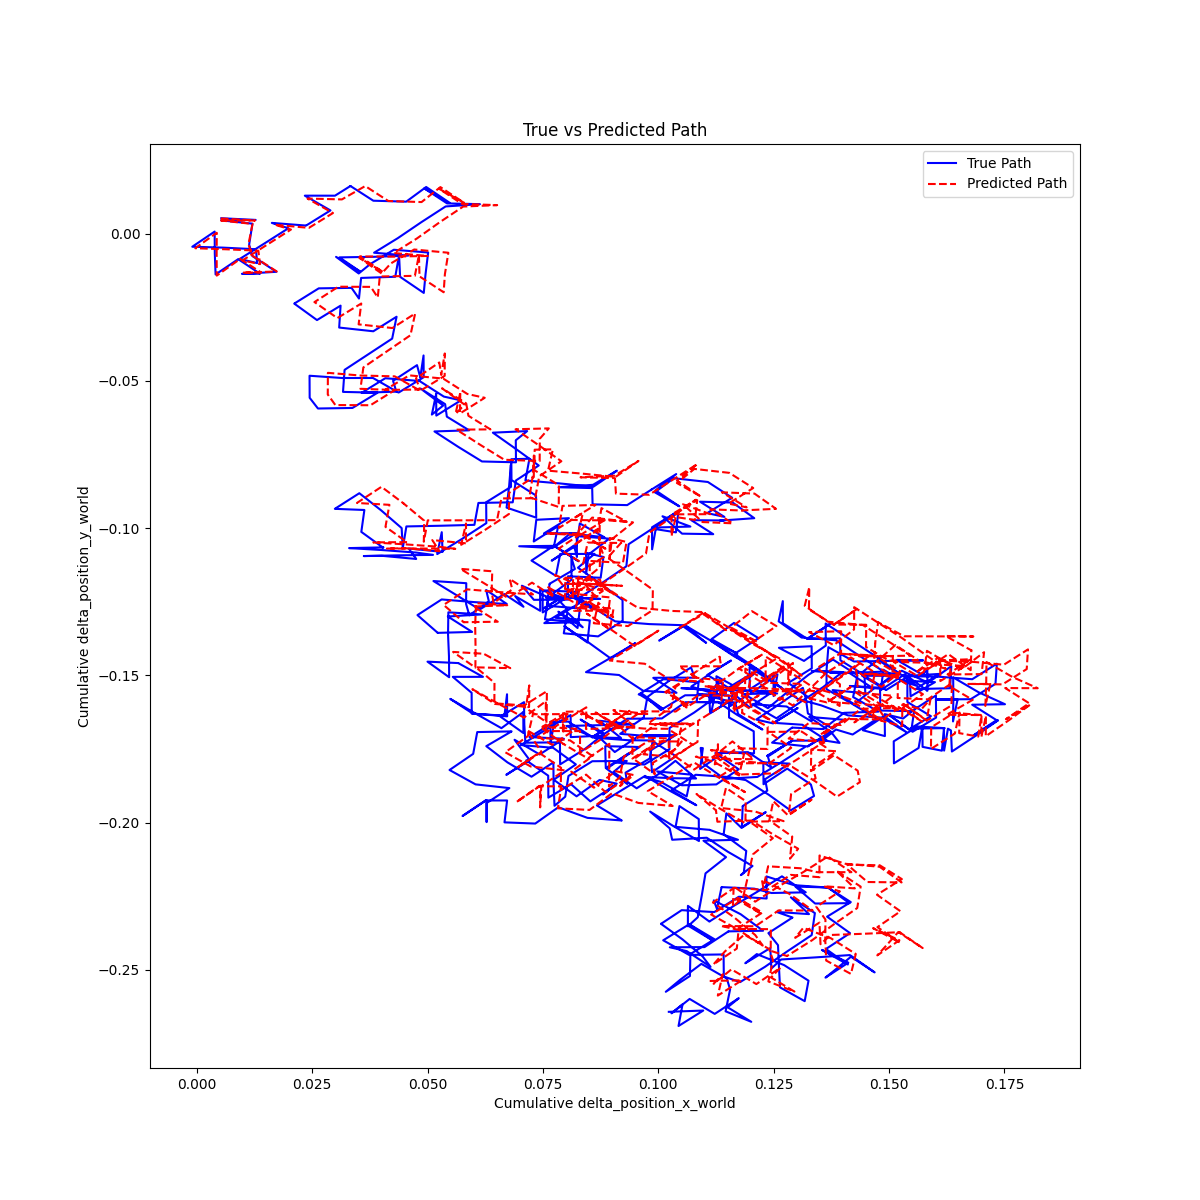 True vs Predicted Path
True Path
Predicted Path
0.00
−0.05
−0.10
−0.15
−0.20
−0.25
Cumulative delta_position_y_world
0.000 0.025 0.050 0.075 0.100 0.125 0.150 0.175
Cumulative delta_position_x_world